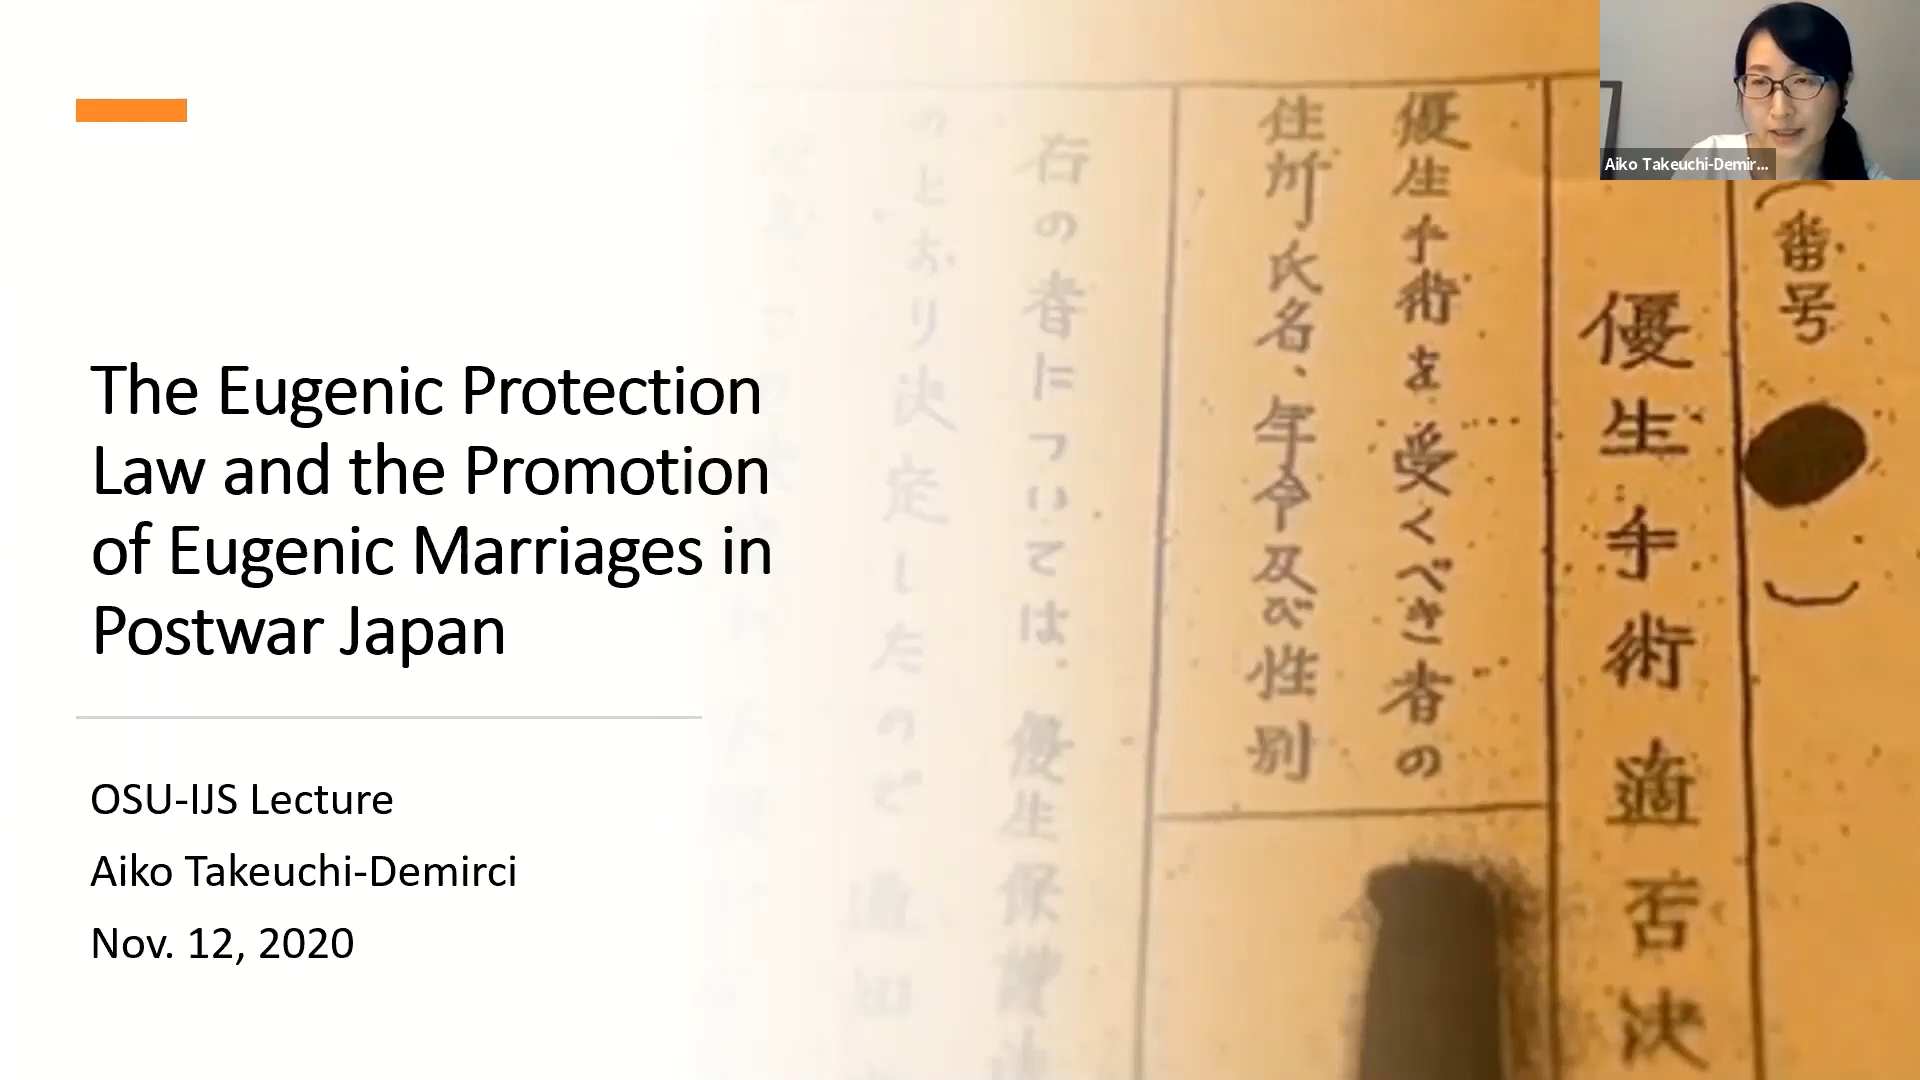 The Eugenic Protection
Law and the Promotion
of Eugenic Marriages in
Postwar Japan
OSU-IJS Lecture
Aiko Takeuchi-Demirci
Nov. 12, 2020
Aiko Takeuchi-Demir...
(番号 )
優生手術適否決
優生手術を受くべき者の
住所、氏名、年令及び性別
右の者については、優生保護
のとおり決定したので通知